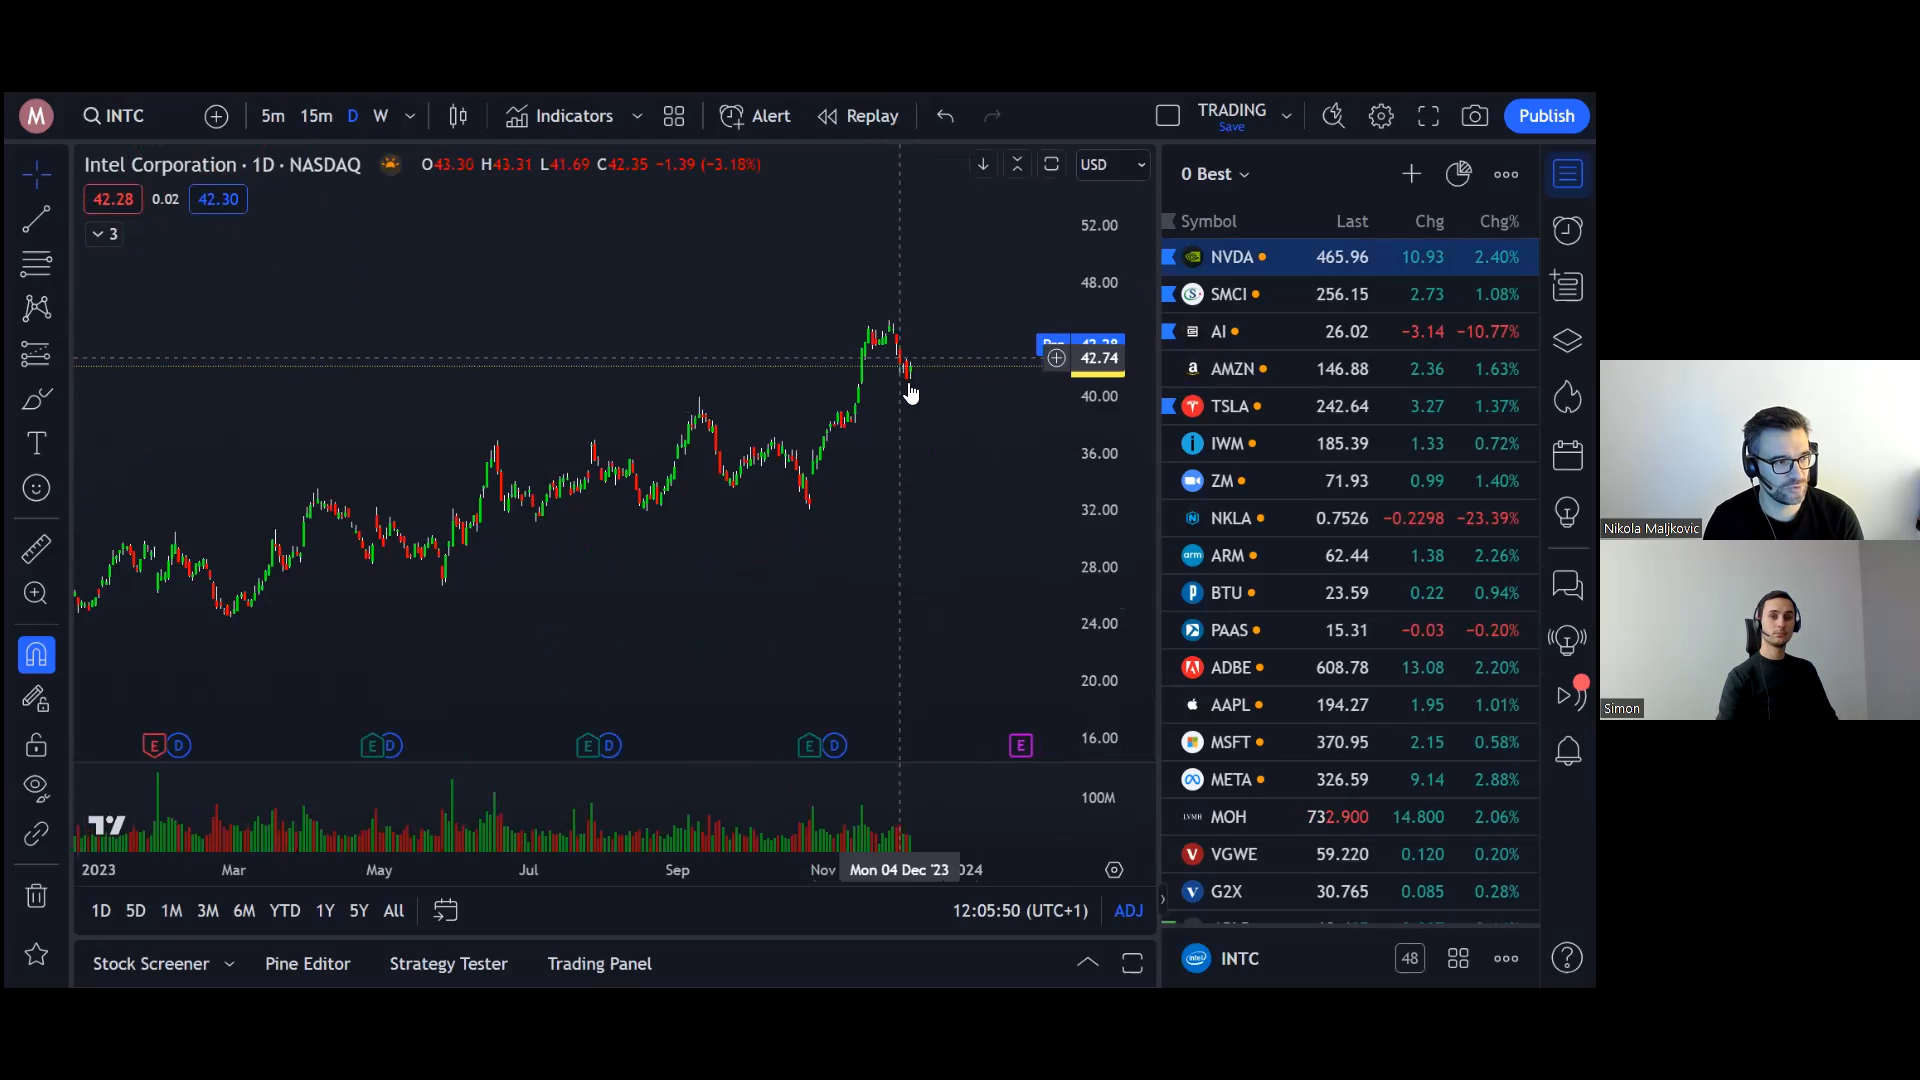 M INTC 5m 15m D W Indicators Alert Replay TRADING Save Publish
Intel Corporation · 1D · NASDAQ O43.30 H43.31 L41.69 C42.35 −1.39 (−3.18%) USD
42.28 0.02 42.30
3
52.00
48.00
42.74
40.00
36.00
32.00
28.00
24.00
20.00
16.00
E D E D E D E D E
100M
2023 Mar May Jul Sep Nov Mon 04 Dec '23
1D 5D 1M 3M 6M YTD 1Y 5Y All 12:05:50 (UTC+1) ADJ
Stock Screener Pine Editor Strategy Tester Trading Panel
0 Best
Symbol Last Chg Chg%
NVDA 465.96 10.93 2.40%
SMCI 256.15 2.73 1.08%
AI 26.02 −3.14 −10.77%
AMZN 146.88 2.36 1.63%
TSLA 242.64 3.27 1.37%
IWM 185.39 1.33 0.72%
ZM 71.93 0.99 1.40%
NKLA 0.7526 −0.2298 −23.39%
arm ARM 62.44 1.38 2.26%
BTU 23.59 0.22 0.94%
PAAS 15.31 −0.03 −0.20%
ADBE 608.78 13.08 2.20%
AAPL 194.27 1.95 1.01%
MSFT 370.95 2.15 0.58%
META 326.59 9.14 2.88%
LVMH MOH 732.900 14.800 2.06%
V VGWE 59.220 0.120 0.20%
V G2X 30.765 0.085 0.28%
intel INTC 48
Nikola Maljkovic
Simon